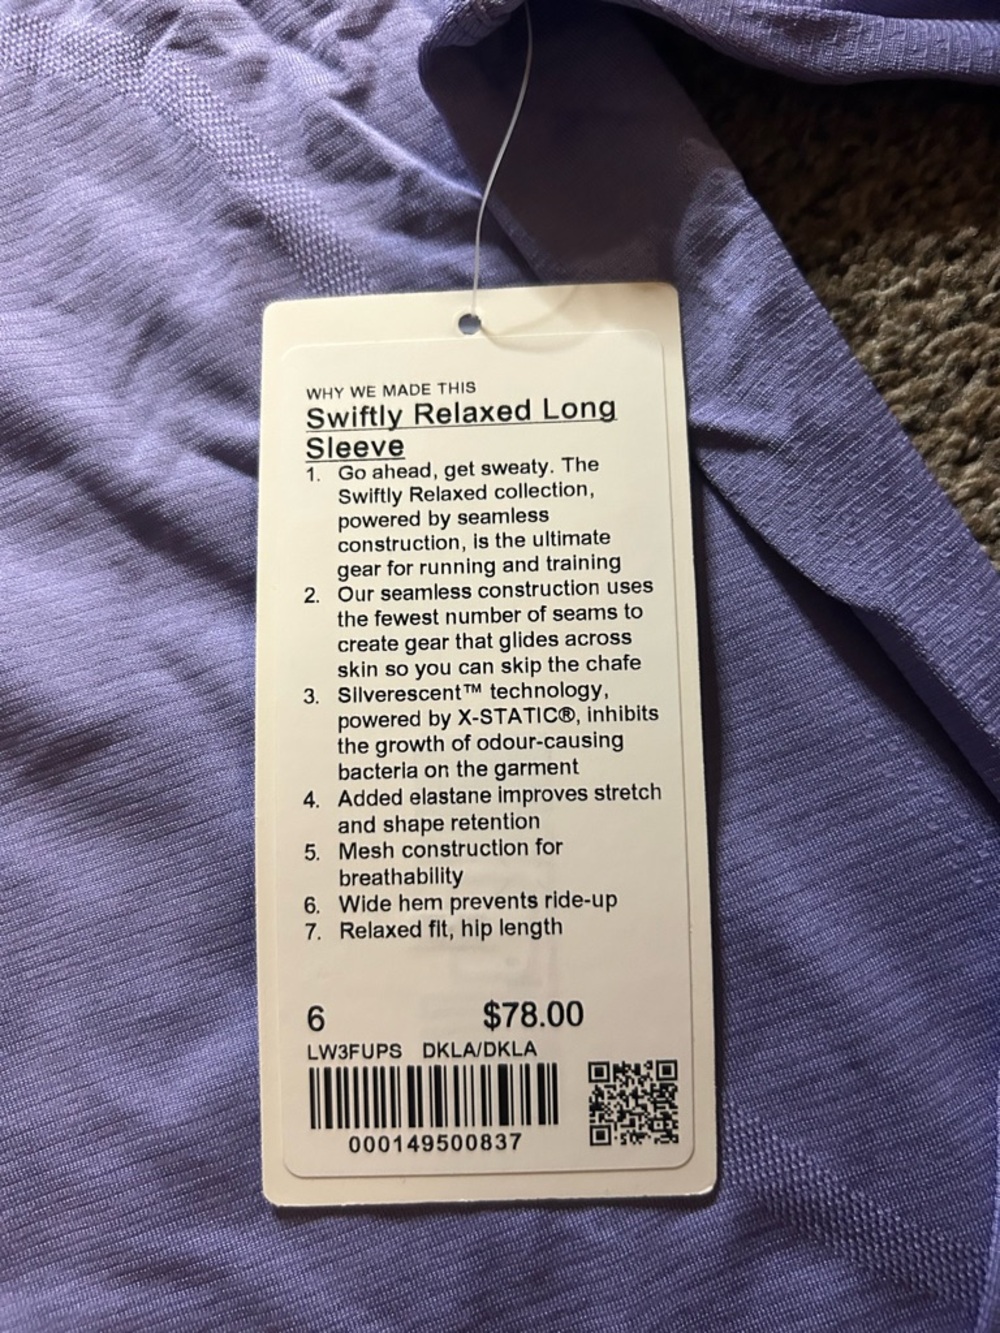 WHY WE MADE THIS
Swiftly Relaxed Long
Sleeve
1. Go ahead, get sweaty. The
Swiftly Relaxed collection,
powered by seamless
construction, is the ultimate
gear for running and training
2. Our seamless construction uses
the fewest number of seams to
create gear that glides across
skin so you can skip the chafe
3. Silverescent™ technology,
powered by X-STATIC®, inhibits
the growth of odour-causing
bacteria on the garment
4. Added elastane improves stretch
and shape retention
5. Mesh construction for
breathability
6. Wide hem prevents ride-up
7. Relaxed fit, hip length
6 $78.00
LW3FUPS DKLA/DKLA
000149500837